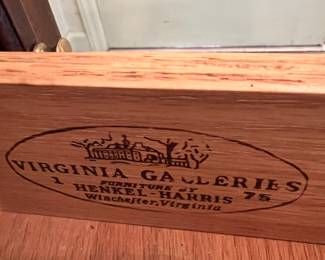 VIRGINIA GALLERIES
1 FURNITURE BY 75
HENKEL-HARRIS
Winchester, Virginia